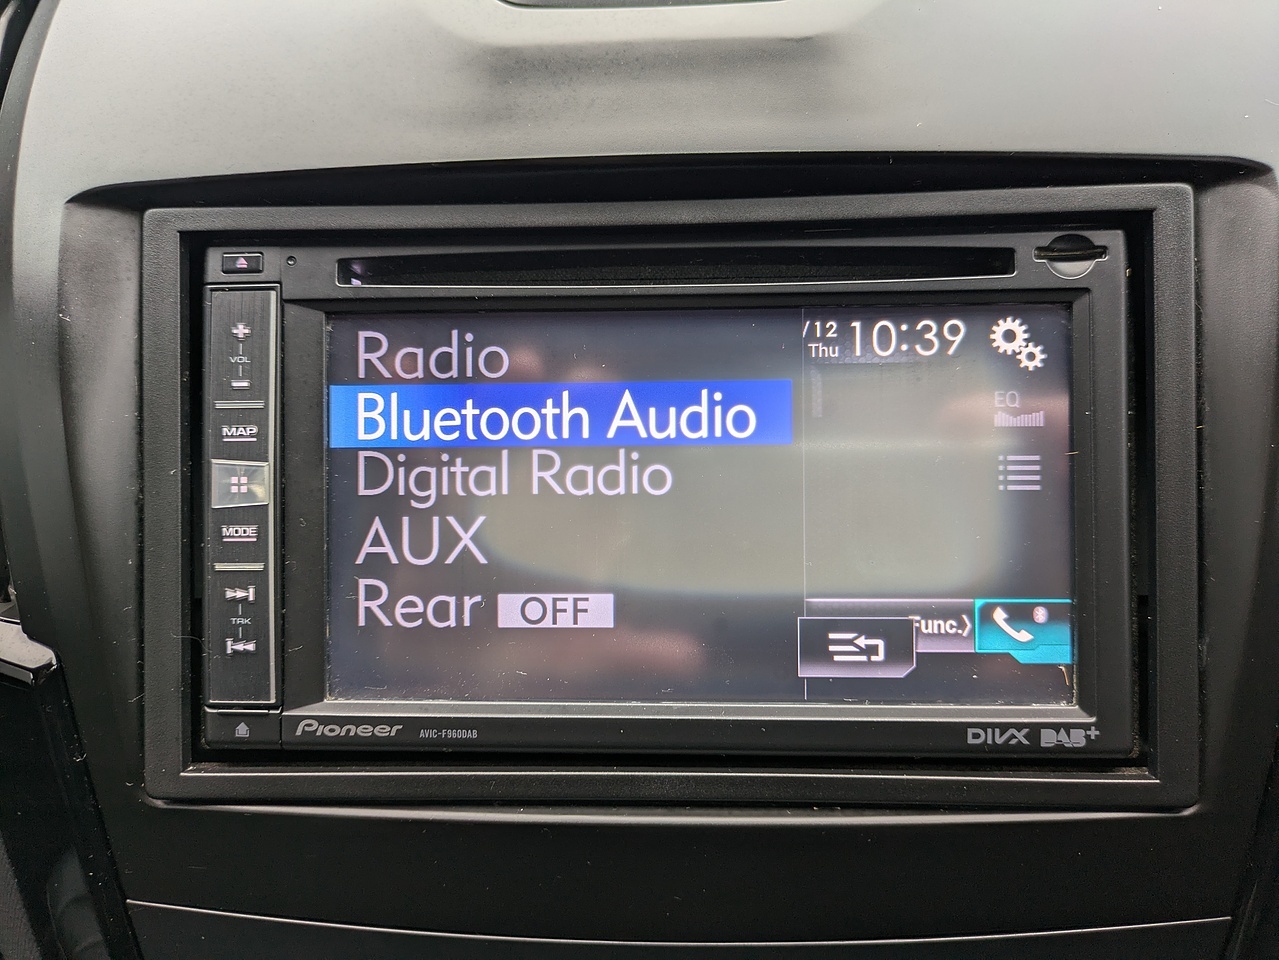 VOL
MAP
MODE
TRK
Radio
Bluetooth Audio
Digital Radio
AUX
Rear OFF
/12
Thu 10:39
EQ
Func.
Pioneer AVIC-F960DAB
DIVX DAB+